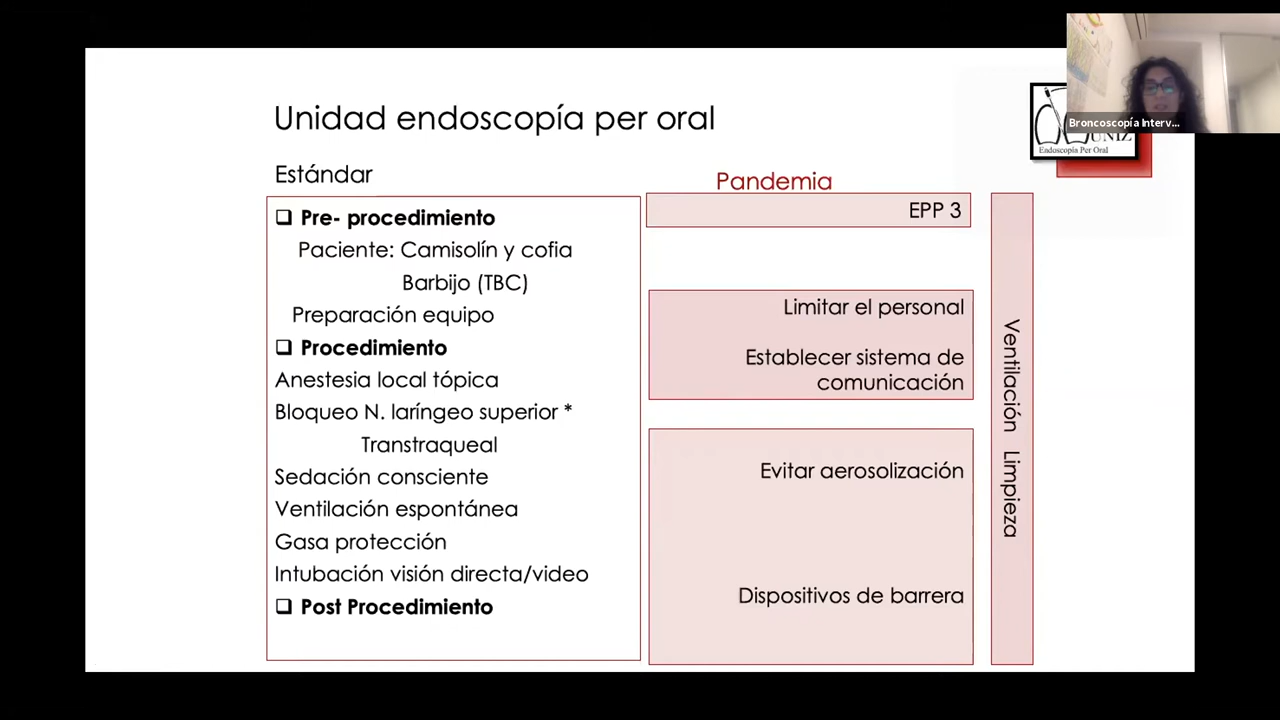 Unidad endoscopía per oral
Broncoscopía Interv...
UNIZ
Endoscopía Per Oral
Estándar
❑ Pre- procedimiento
Paciente: Camisolín y cofia
Barbijo (TBC)
Preparación equipo
❑ Procedimiento
Anestesia local tópica
Bloqueo N. laríngeo superior *
Transtraqueal
Sedación consciente
Ventilación espontánea
Gasa protección
Intubación visión directa/video
❑ Post Procedimiento
Pandemia
EPP 3
Limitar el personal
Establecer sistema de
comunicación
Evitar aerosolización
Dispositivos de barrera
Ventilación Limpieza